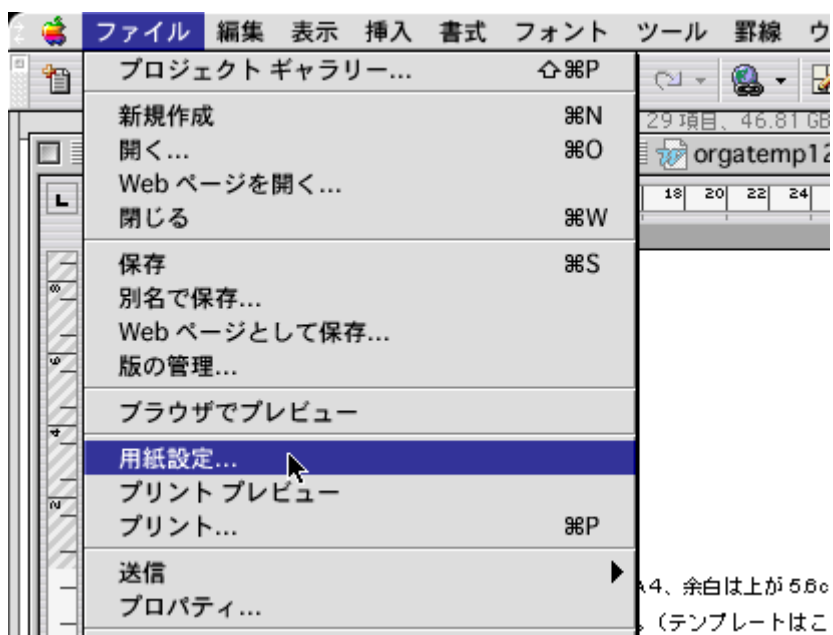 ファイル 編集 表示 挿入 書式 フォント ツール 罫線 ウ
プロジェクト ギャラリー... ⇧⌘P
新規作成 ⌘N
開く... ⌘O
Web ページを開く...
閉じる ⌘W
保存 ⌘S
別名で保存...
Web ページとして保存...
版の管理...
ブラウザでプレビュー
用紙設定...
プリント プレビュー
プリント... ⌘P
送信
プロパティ...
29 項目、46.81 GB
orgatemp12
18 20 22 24
8
6
4
2
A4、余白は上が 5.6c
。（テンプレートはこ